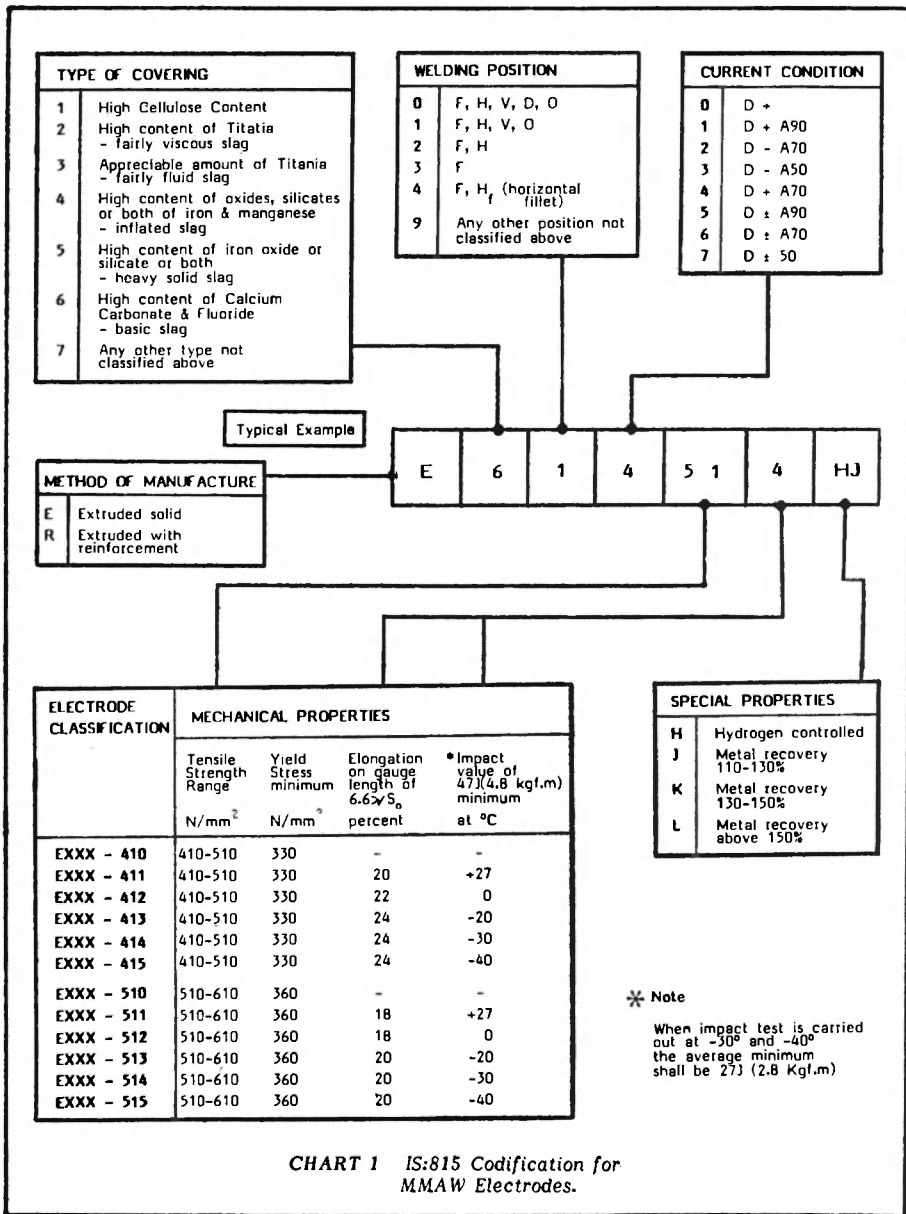 TYPE OF COVERING
1 High Cellulose Content
2 High content of Titatia
- fairly viscous slag
3 Appreciable amount of Titania
- fairly fluid slag
4 High content of oxides, silicates
or both of iron & manganese
- inflated slag
5 High content of iron oxide or
silicate or both
- heavy solid slag
6 High content of Calcium
Carbonate & Fluoride
- basic slag
7 Any other type not
classified above
WELDING POSITION
0 F, H, V, D, O
1 F, H, V, O
2 F, H
3 F
4 F, Hf (horizontal
fillet)
9 Any other position not
classified above
CURRENT CONDITION
0 D +
1 D + A90
2 D - A70
3 D - A50
4 D + A70
5 D ± A90
6 D ± A70
7 D ± 50
Typical Example
E 6 1 4 5 1 4 HJ
METHOD OF MANUFACTURE
E Extruded solid
R Extruded with
reinforcement
ELECTRODE
CLASSIFICATION
MECHANICAL PROPERTIES
Tensile
Strength
Range
N/mm²
Yield
Stress
minimum
N/mm²
Elongation
on gauge
length of
6.6√S₀
percent
*Impact
value of
47J(4.8 kgf.m)
minimum
at °C
EXXX - 410 410-510 330 - -
EXXX - 411 410-510 330 20 +27
EXXX - 412 410-510 330 22 0
EXXX - 413 410-510 330 24 -20
EXXX - 414 410-510 330 24 -30
EXXX - 415 410-510 330 24 -40
EXXX - 510 510-610 360 - -
EXXX - 511 510-610 360 18 +27
EXXX - 512 510-610 360 18 0
EXXX - 513 510-610 360 20 -20
EXXX - 514 510-610 360 20 -30
EXXX - 515 510-610 360 20 -40
SPECIAL PROPERTIES
H Hydrogen controlled
J Metal recovery
110-130%
K Metal recovery
130-150%
L Metal recovery
above 150%
* Note
When impact test is carried
out at -30° and -40°
the average minimum
shall be 27J (2.8 Kgf.m)
CHART 1 IS:815 Codification for
MMAW Electrodes.